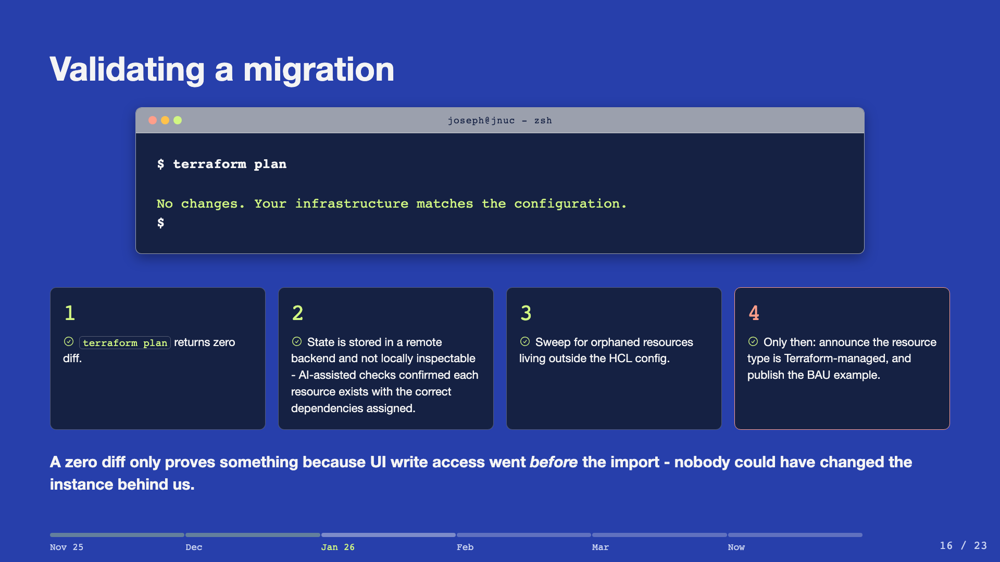 Validating a migration
joseph@jnuc - zsh
$ terraform plan
No changes. Your infrastructure matches the configuration.
$
1
terraform plan returns zero
diff.
2
State is stored in a remote
backend and not locally inspectable
- AI-assisted checks confirmed each
resource exists with the correct
dependencies assigned.
3
Sweep for orphaned resources
living outside the HCL config.
4
Only then: announce the resource
type is Terraform-managed, and
publish the BAU example.
A zero diff only proves something because UI write access went before the import - nobody could have changed the
instance behind us.
Nov 25
Dec
Jan 26
Feb
Mar
Now
16 / 23